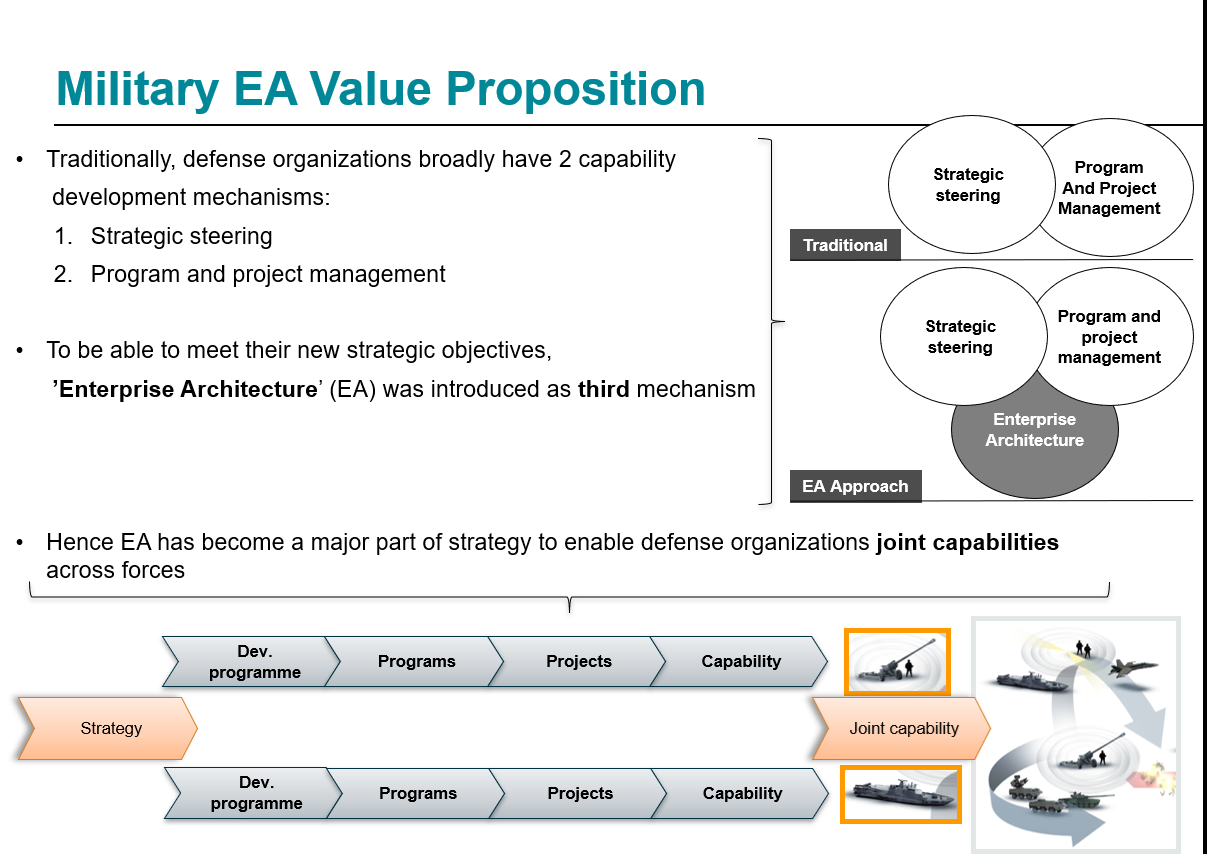 Military EA Value Proposition
• Traditionally, defense organizations broadly have 2 capability
development mechanisms:
1. Strategic steering
2. Program and project management
• To be able to meet their new strategic objectives,
’Enterprise Architecture’ (EA) was introduced as third mechanism
Strategic
steering
Program
And Project
Management
Traditional
Strategic
steering
Program and
project
management
Enterprise
Architecture
EA Approach
• Hence EA has become a major part of strategy to enable defense organizations joint capabilities
across forces
Dev.
programme
Programs
Projects
Capability
Strategy
Joint capability
Dev.
programme
Programs
Projects
Capability